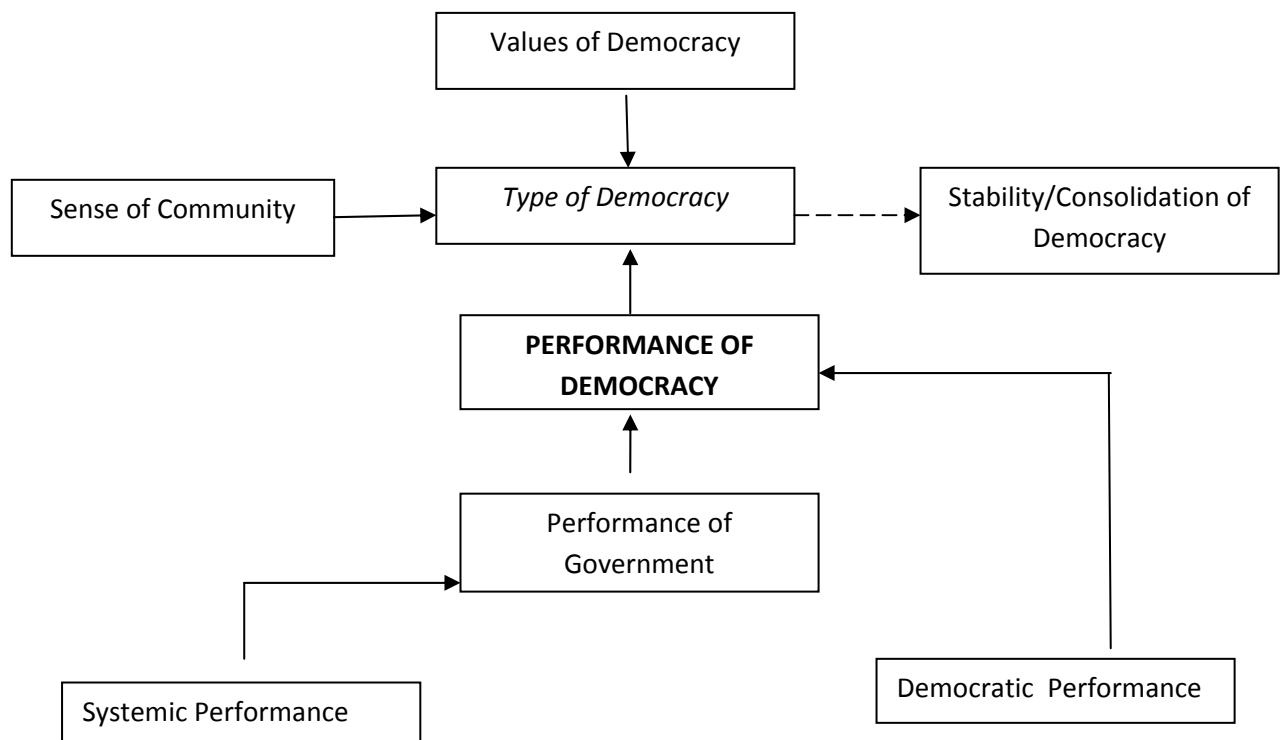 Values of Democracy
Sense of Community
Type of Democracy
Stability/Consolidation of
Democracy
PERFORMANCE OF
DEMOCRACY
Performance of
Government
Systemic Performance
Democratic  Performance